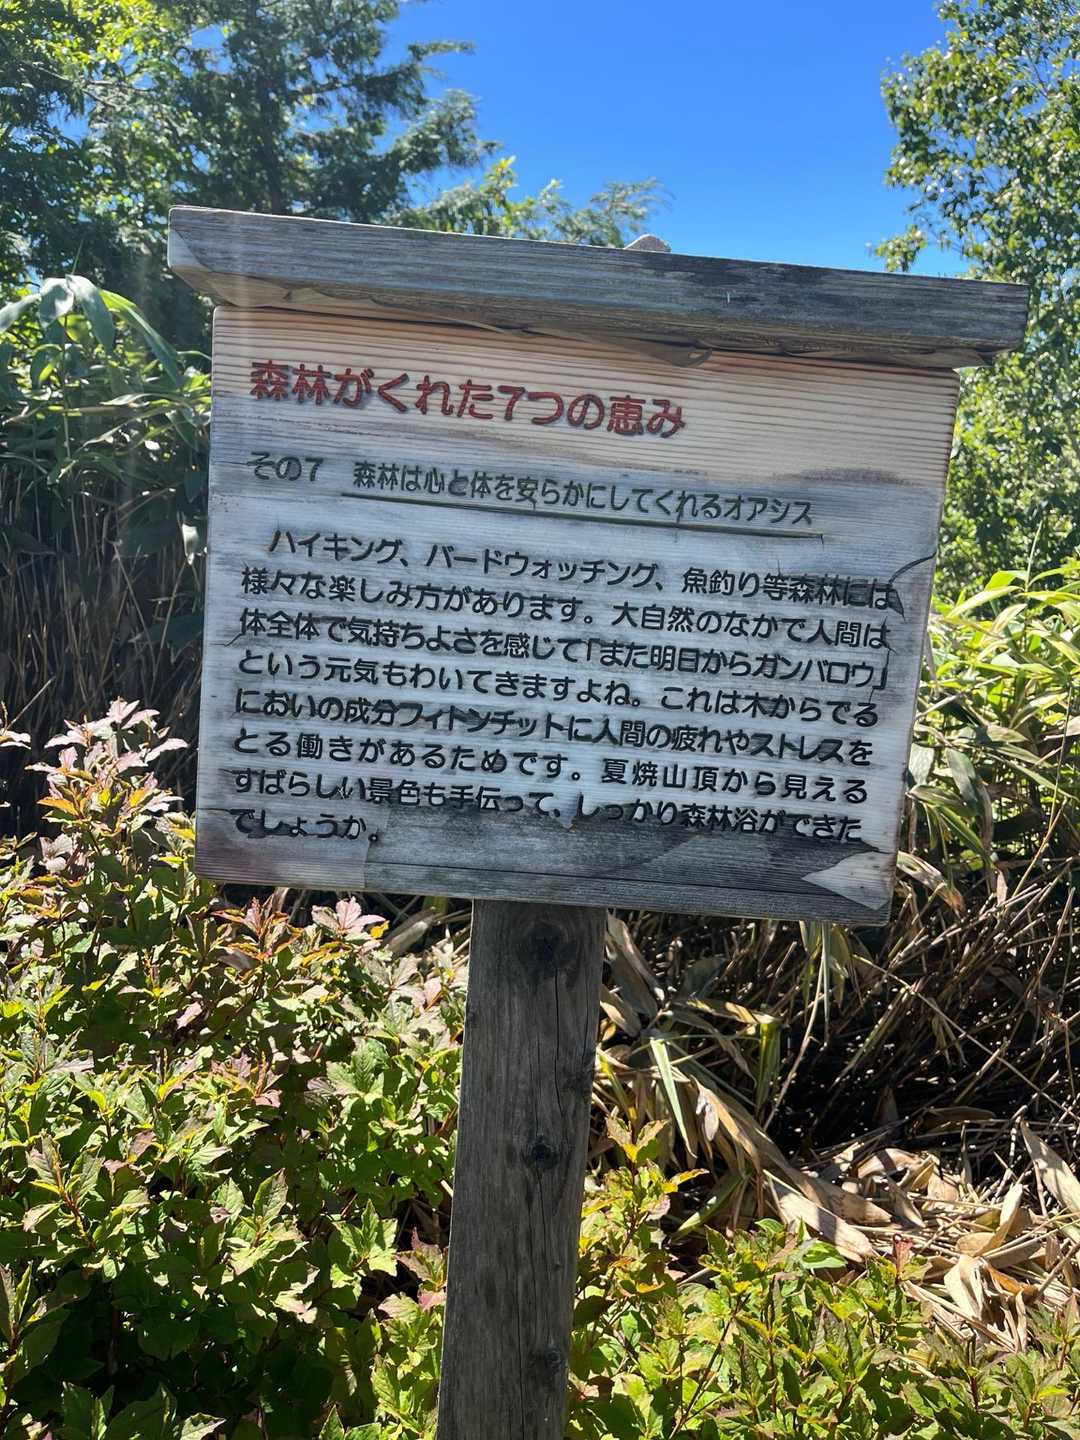 森林がくれた7つの恵み
その7　森林は心と体を安らかにしてくれるオアシス
ハイキング、バードウォッチング、魚釣り等森林には
様々な楽しみ方があります。大自然のなかで人間は
体全体で気持ちよさを感じて「また明日からガンバロウ」
という元気もわいてきますよね。これは木からでる
においの成分フィトンチットに人間の疲れやストレスを
とる働きがあるためです。夏焼山頂から見える
すばらしい景色も手伝って、しっかり森林浴ができた
でしょうか。